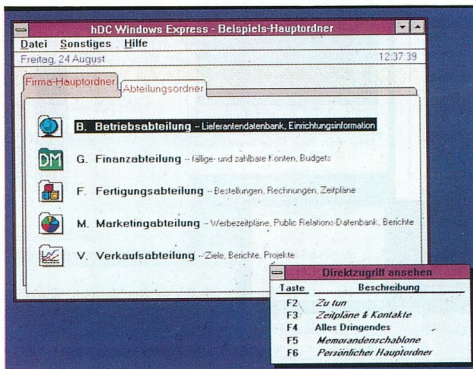 hDC Windows Express - Beispiels-Hauptordner
Datei Sonstiges Hilfe
Freitag, 24 August 12:37:39
Firma-Hauptordner Abteilungsordner
B. Betriebsabteilung -- Lieferantendatenbank, Einrichtungsinformation
DM G. Finanzabteilung -- fällige- und zahlbare Konten, Budgets
F. Fertigungsabteilung -- Bestellungen, Rechnungen, Zeitpläne
M. Marketingabteilung -- Werbezeitpläne, Public Relations-Datenbank, Berichte
V. Verkaufsabteilung -- Ziele, Berichte, Projekte
Direktzugriff ansehen
Taste Beschreibung
F2 Zu tun
F3 Zeitpläne & Kontakte
F4 Alles Dringendes
F5 Memorandenschablone
F6 Persönlicher Hauptordner